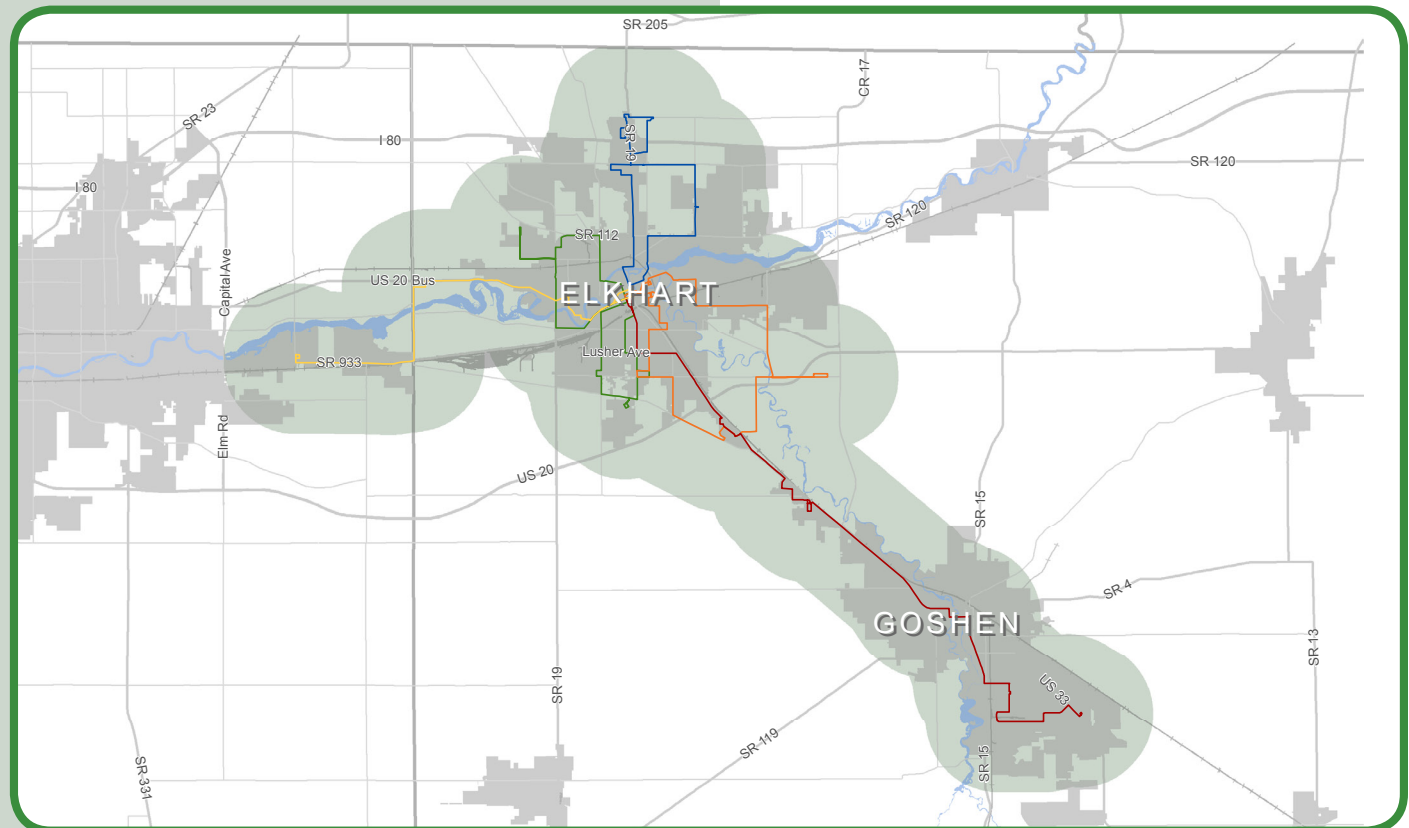 SR 205
CR 17
SR 23
SR 19
I 80
SR 120
I 80
SR 120
SR 112
Capital Ave
US 20 Bus
ELKHART
Lusher Ave
SR 933
Elm Rd
US 20
SR 15
SR 4
GOSHEN
SR 13
SR 19
US 33
SR 119
SR 15
SR 331